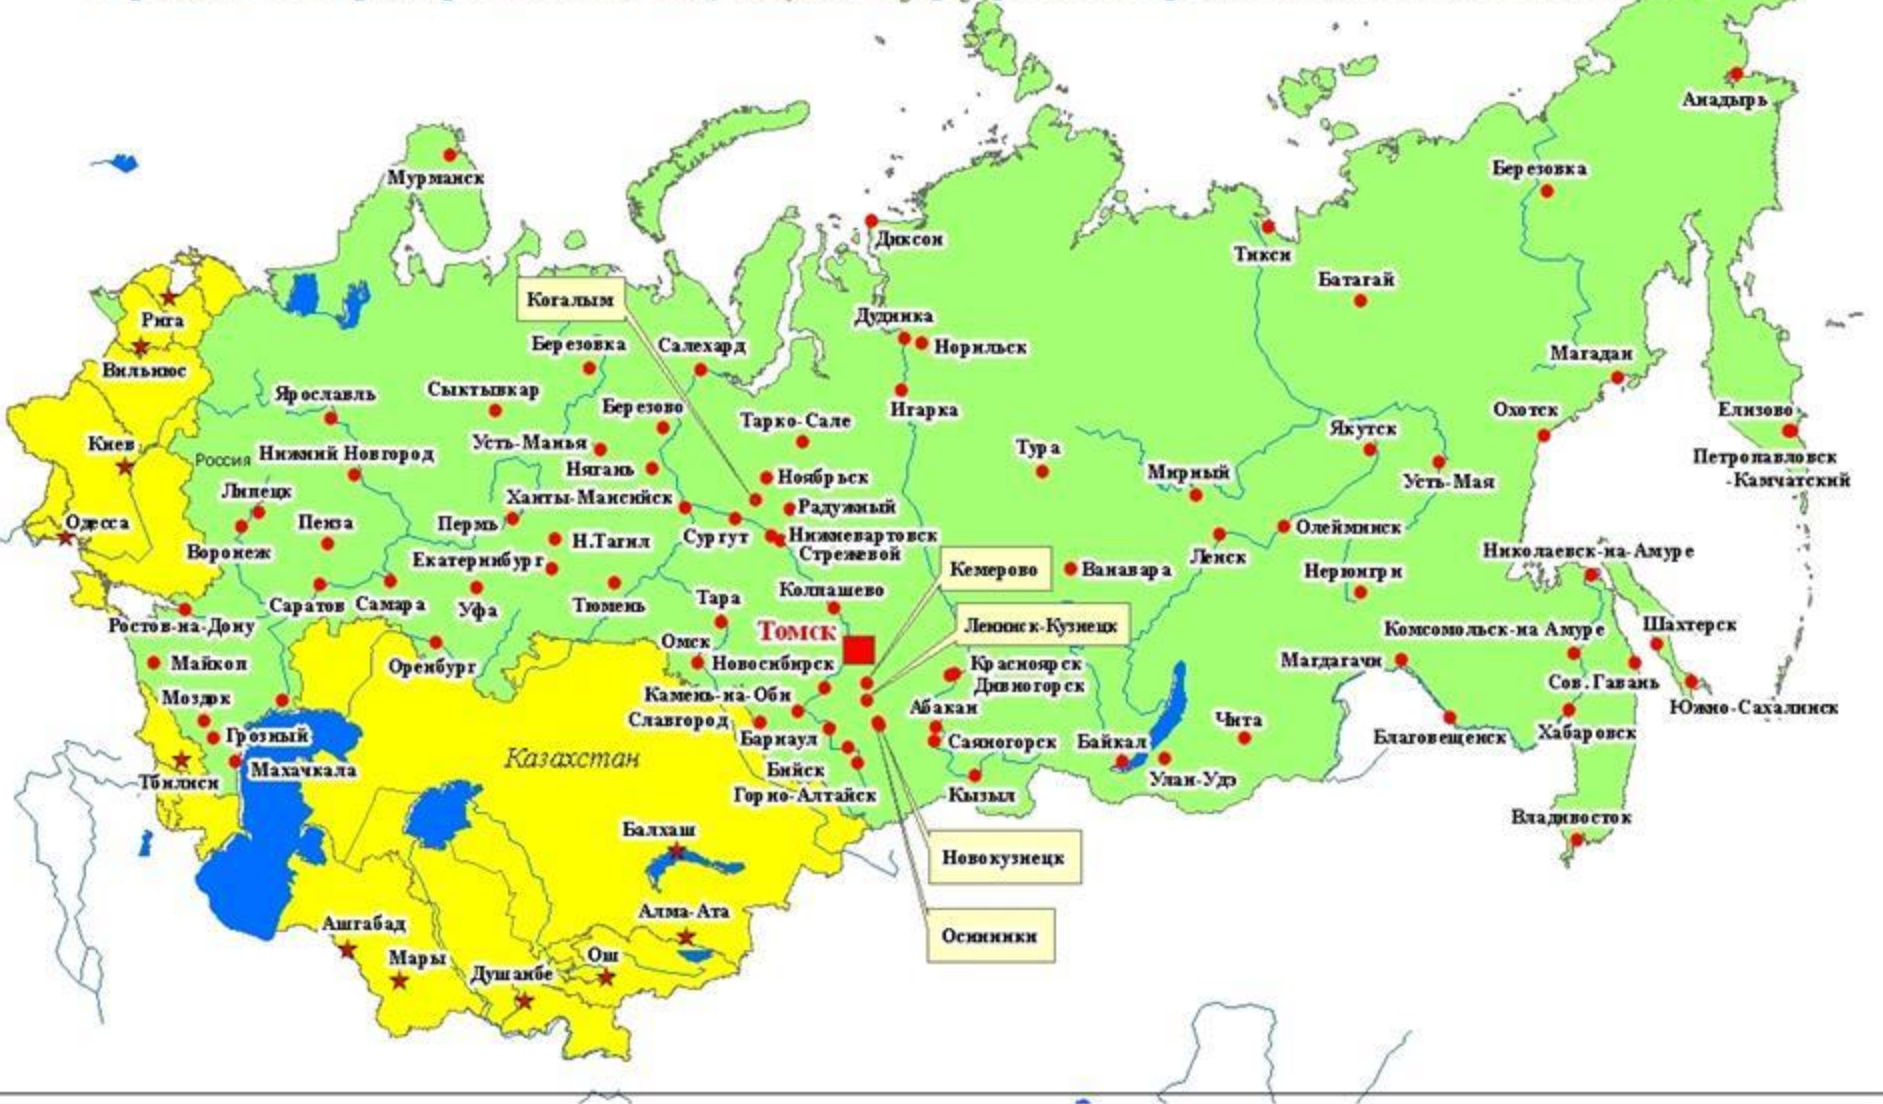 Анадырь
Мурманск
Березовка
Диксон
Тикси
Батагай
Когалым
Рига
Дудинка
Березовка
Салехард
Норильск
Магадан
Вильнюс
Ярославль
Сыктывкар
Березово
Игарка
Охотск
Елизово
Тарко-Сале
Якутск
Киев
Усть-Манья
Тура
Россия
Нижний Новгород
Нягань
Ноябрьск
Мирный
Усть-Мая
Петропавловск
-Камчатский
Липецк
Ханты-Мансийск
Радужный
Одесса
Пенза
Пермь
Н.Тагил
Сургут
Нижневартовск
Стрежевой
Олейминск
Воронеж
Екатеринбург
Ленск
Николаевск-на-Амуре
Кемерово
Ванавара
Нерюнгри
Саратов
Самара
Уфа
Тюмень
Тара
Колпашево
Ростов-на-Дону
Томск
Ленинск-Кузнецк
Комсомольск-на Амуре
Шахтерск
Омск
Майкоп
Оренбург
Новосибирск
Красноярск
Дивногорск
Магдагачи
Сов.Гавань
Моздок
Камень-на-Оби
Абакан
Южно-Сахалинск
Славгород
Чита
Грозный
Барнаул
Саяногорск
Байкал
Благовещенск
Хабаровск
Казахстан
Махачкала
Тбилиси
Бийск
Улан-Удэ
Горно-Алтайск
Кызыл
Владивосток
Балхаш
Новокузнецк
Алма-Ата
Ашгабад
Осинники
Мары
Душанбе
Ош